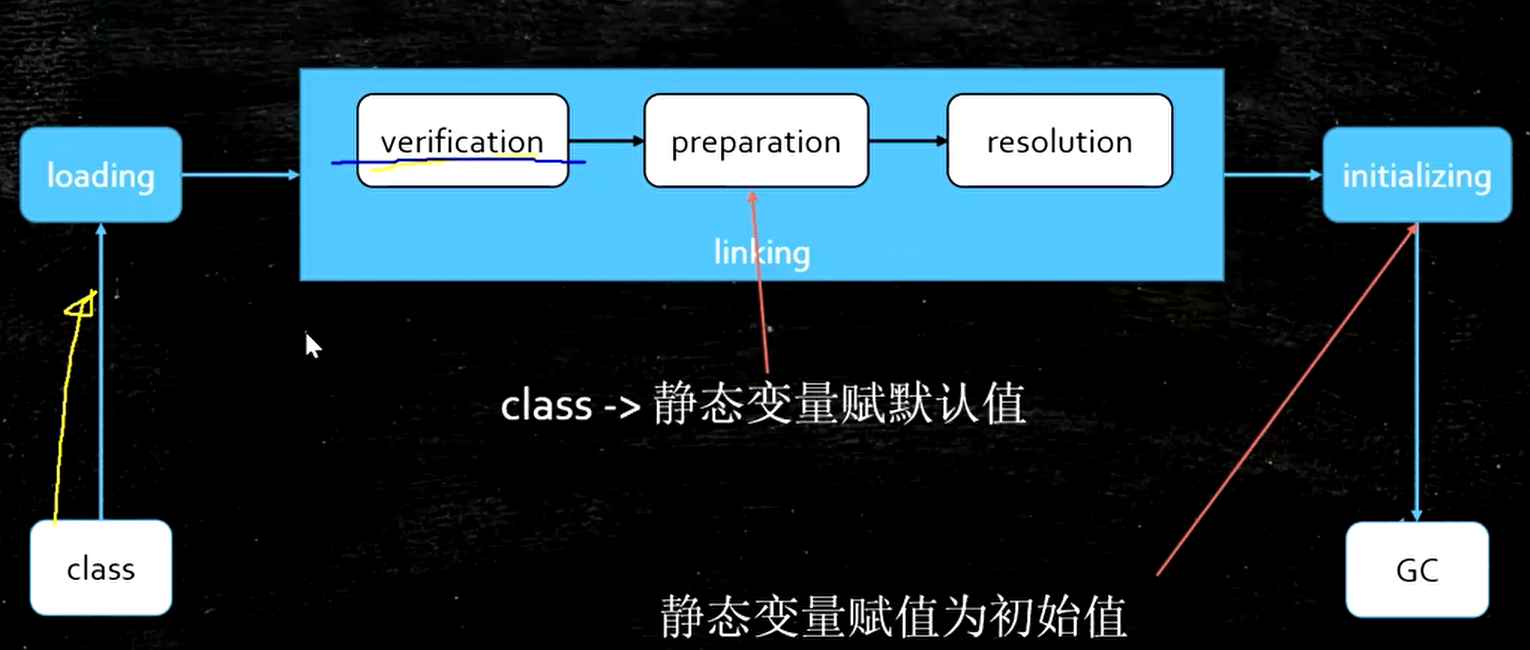 verification
preparation
resolution
loading
initializing
linking
class -> 静态变量赋默认值
class
GC
静态变量赋值为初始值